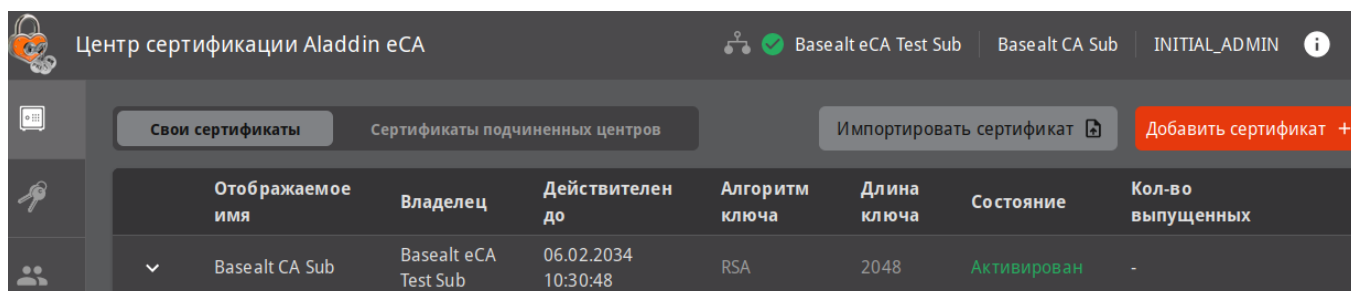 Центр сертификации Aladdin eCA
Basealt eCA Test Sub
Basealt CA Sub
INITIAL_ADMIN
Свои сертификаты
Сертификаты подчиненных центров
Импортировать сертификат
Добавить сертификат +
Отображаемое
имя
Владелец
Действителен
до
Алгоритм
ключа
Длина
ключа
Состояние
Кол-во
выпущенных
Basealt CA Sub
Basealt eCA
Test Sub
06.02.2034
10:30:48
RSA
2048
Активирован
-